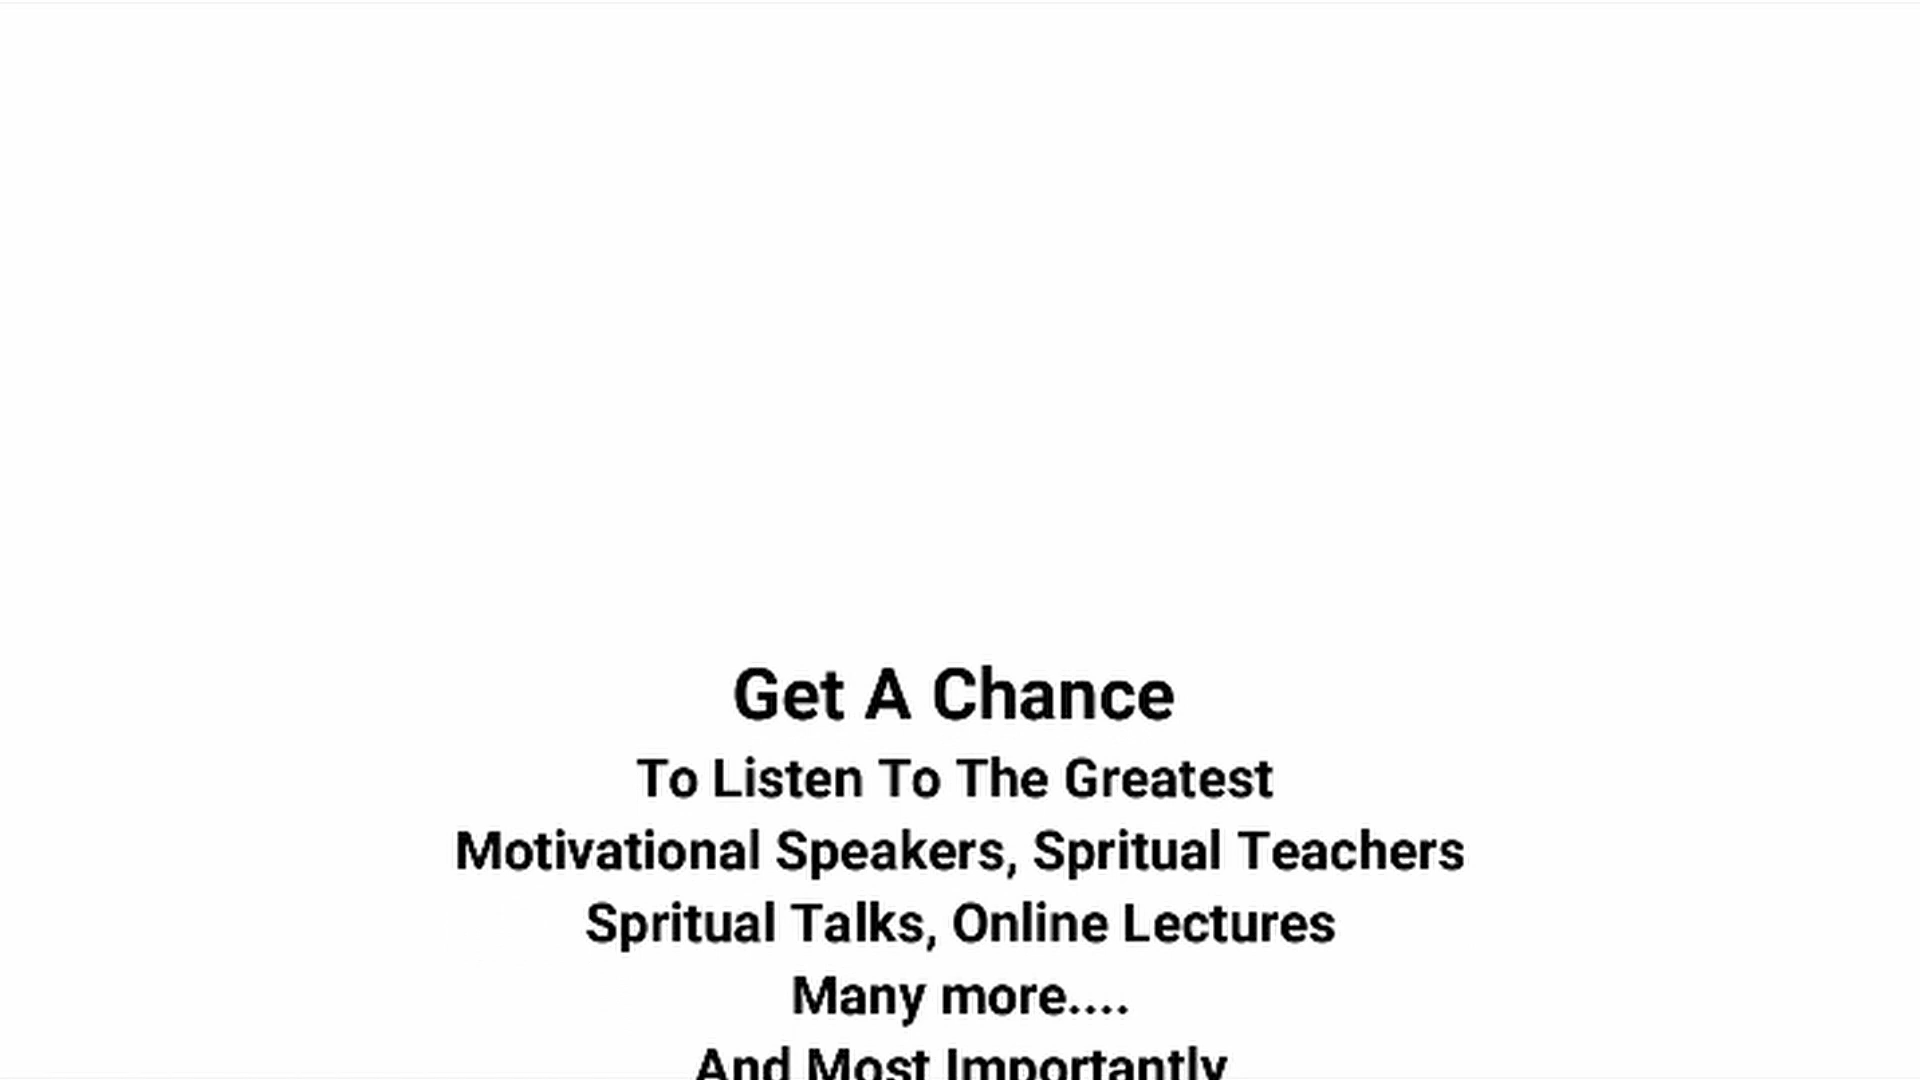 Get A Chance
To Listen To The Greatest
Motivational Speakers, Spritual Teachers
Spritual Talks, Online Lectures
Many more....
And Most Importantly